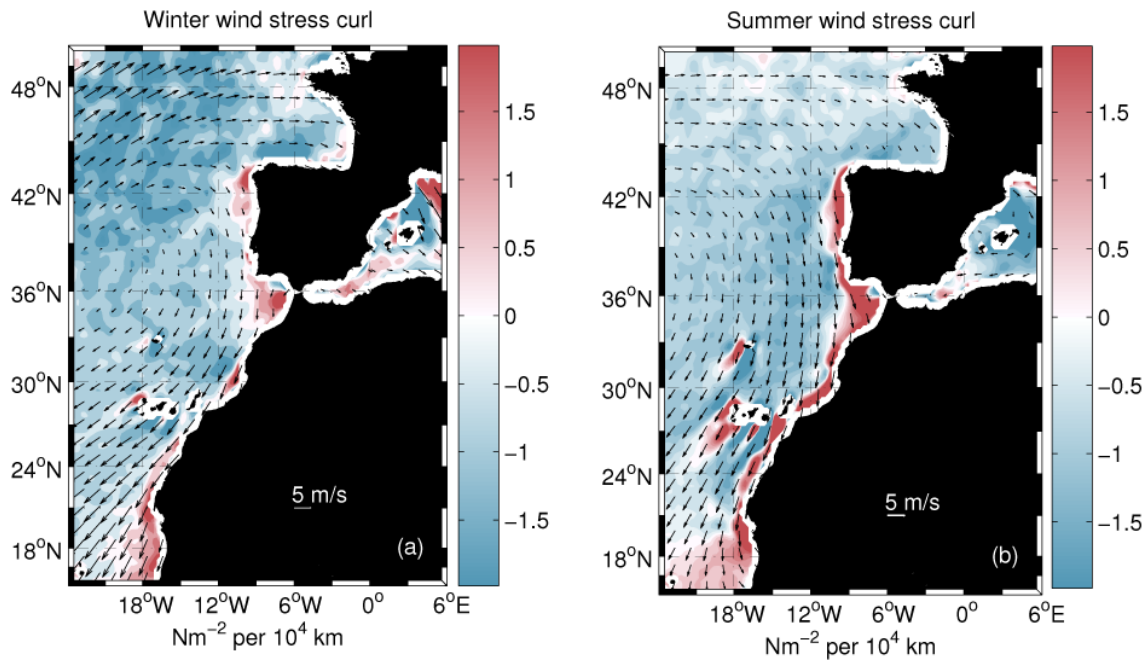 Winter wind stress curl
48°N
42°N
36°N
30°N
24°N
18°N
18°W 12°W 6°W 0° 6°E
Nm⁻² per 10⁴ km
1.5
1
0.5
0
−0.5
−1
−1.5
5 m/s
(a)
Summer wind stress curl
48°N
42°N
36°N
30°N
24°N
18°N
18°W 12°W 6°W 0° 6°E
Nm⁻² per 10⁴ km
1.5
1
0.5
0
−0.5
−1
−1.5
5 m/s
(b)